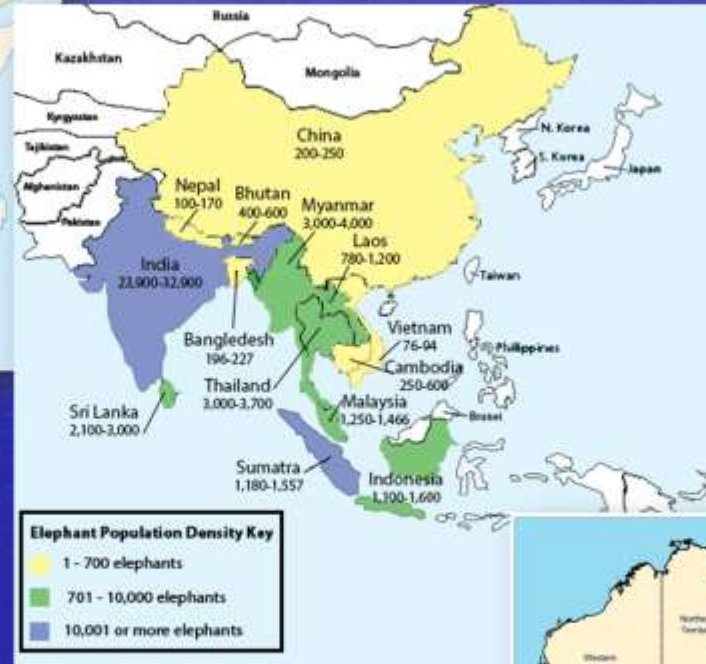 Russia
Kazakhstan
Mongolia
Kyrgyzstan
Tajikistan
Afghanistan
Pakistan
China
200-250
N. Korea
S. Korea
Japan
Nepal
100-170
Bhutan
400-600
Myanmar
3,000-4,000
Laos
780-1,200
India
23,900-32,900
Taiwan
Bangledesh
196-227
Vietnam
76-94
Philippines
Cambodia
250-600
Thailand
3,000-3,700
Malaysia
1,250-1,466
Brunei
Sri Lanka
2,100-3,000
Sumatra
1,180-1,557
Indonesia
1,100-1,600
Elephant Population Density Key
1 - 700 elephants
701 - 10,000 elephants
10,001 or more elephants
Western